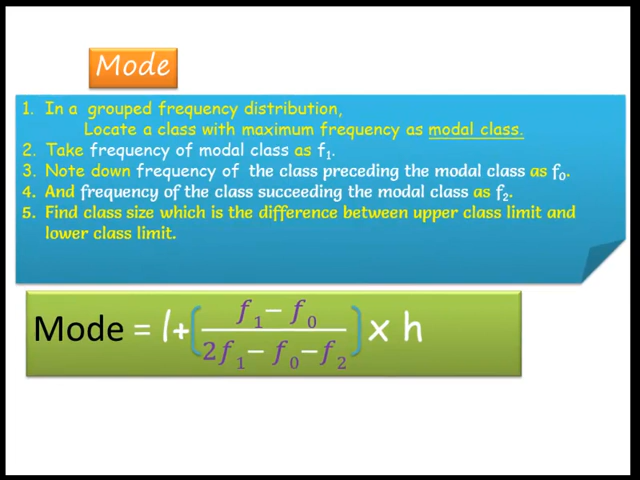 Mode
1. In a grouped frequency distribution,
Locate a class with maximum frequency as modal class.
2. Take frequency of modal class as f₁.
3. Note down frequency of the class preceding the modal class as f₀.
4. And frequency of the class succeeding the modal class as f₂.
5. Find class size which is the difference between upper class limit and
lower class limit.
Mode = l+ [ (f₁ − f₀) / (2f₁ − f₀ − f₂) ] x h